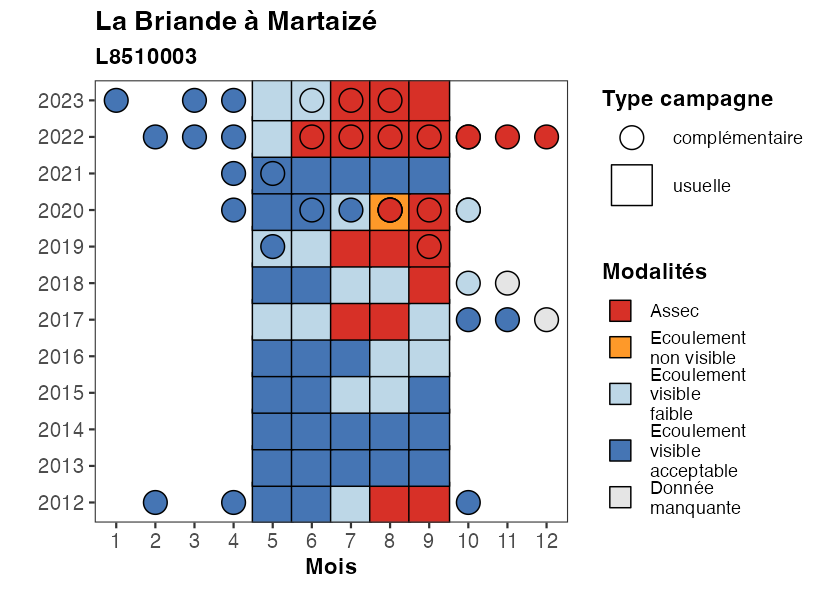 La Briande à Martaizé
L8510003
2023
2022
2021
2020
2019
2018
2017
2016
2015
2014
2013
2012
1 2 3 4 5 6 7 8 9 10 11 12
Mois
Type campagne
complémentaire
usuelle
Modalités
Assec
Ecoulement
non visible
Ecoulement
visible
faible
Ecoulement
visible
acceptable
Donnée
manquante